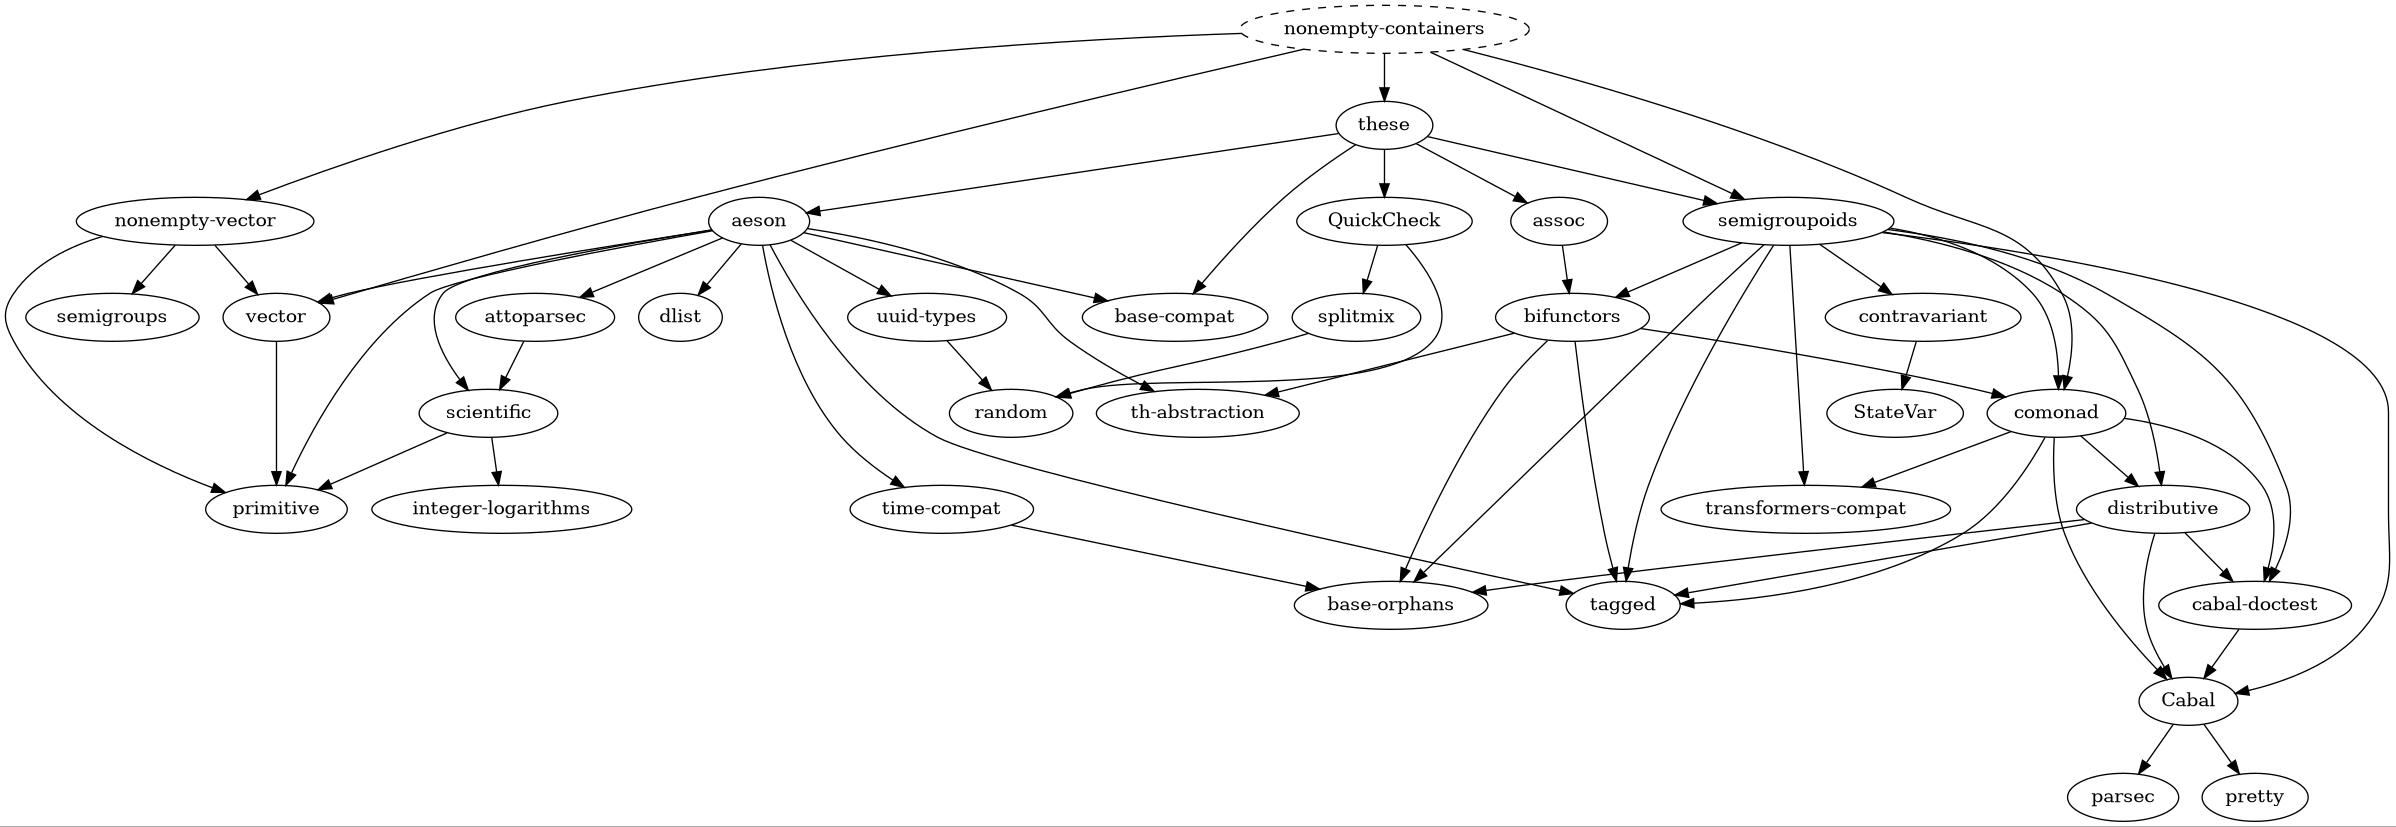 nonempty-containers
these
nonempty-vector
aeson
QuickCheck
assoc
semigroupoids
semigroups
vector
attoparsec
dlist
uuid-types
base-compat
splitmix
bifunctors
contravariant
scientific
random
th-abstraction
StateVar
comonad
primitive
integer-logarithms
time-compat
transformers-compat
distributive
base-orphans
tagged
cabal-doctest
Cabal
parsec
pretty